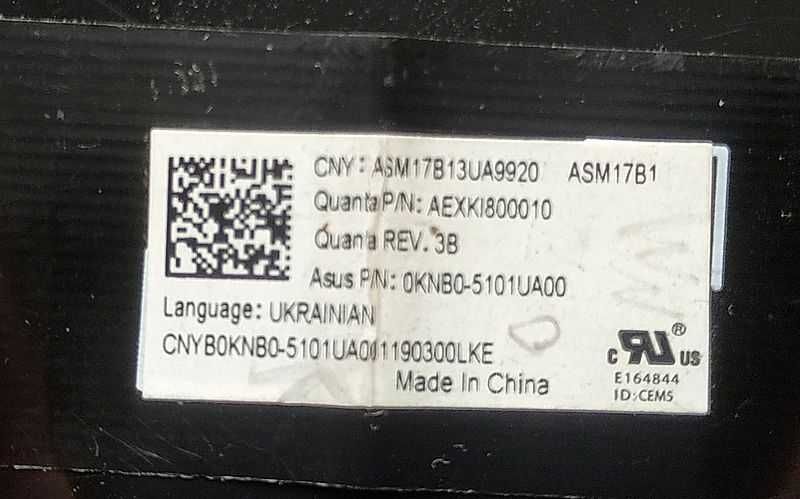 CNY: ASM17B13UA9920 ASM17B1
Quanta P/N: AEXKI800010
Quanta REV. 3B
Asus P/N: 0KNB0-5101UA00
Language: UKRAINIAN
CNYB0KNB0-5101UA001190300LKE
Made In China
c RU ® US
E164844
ID:CEM5